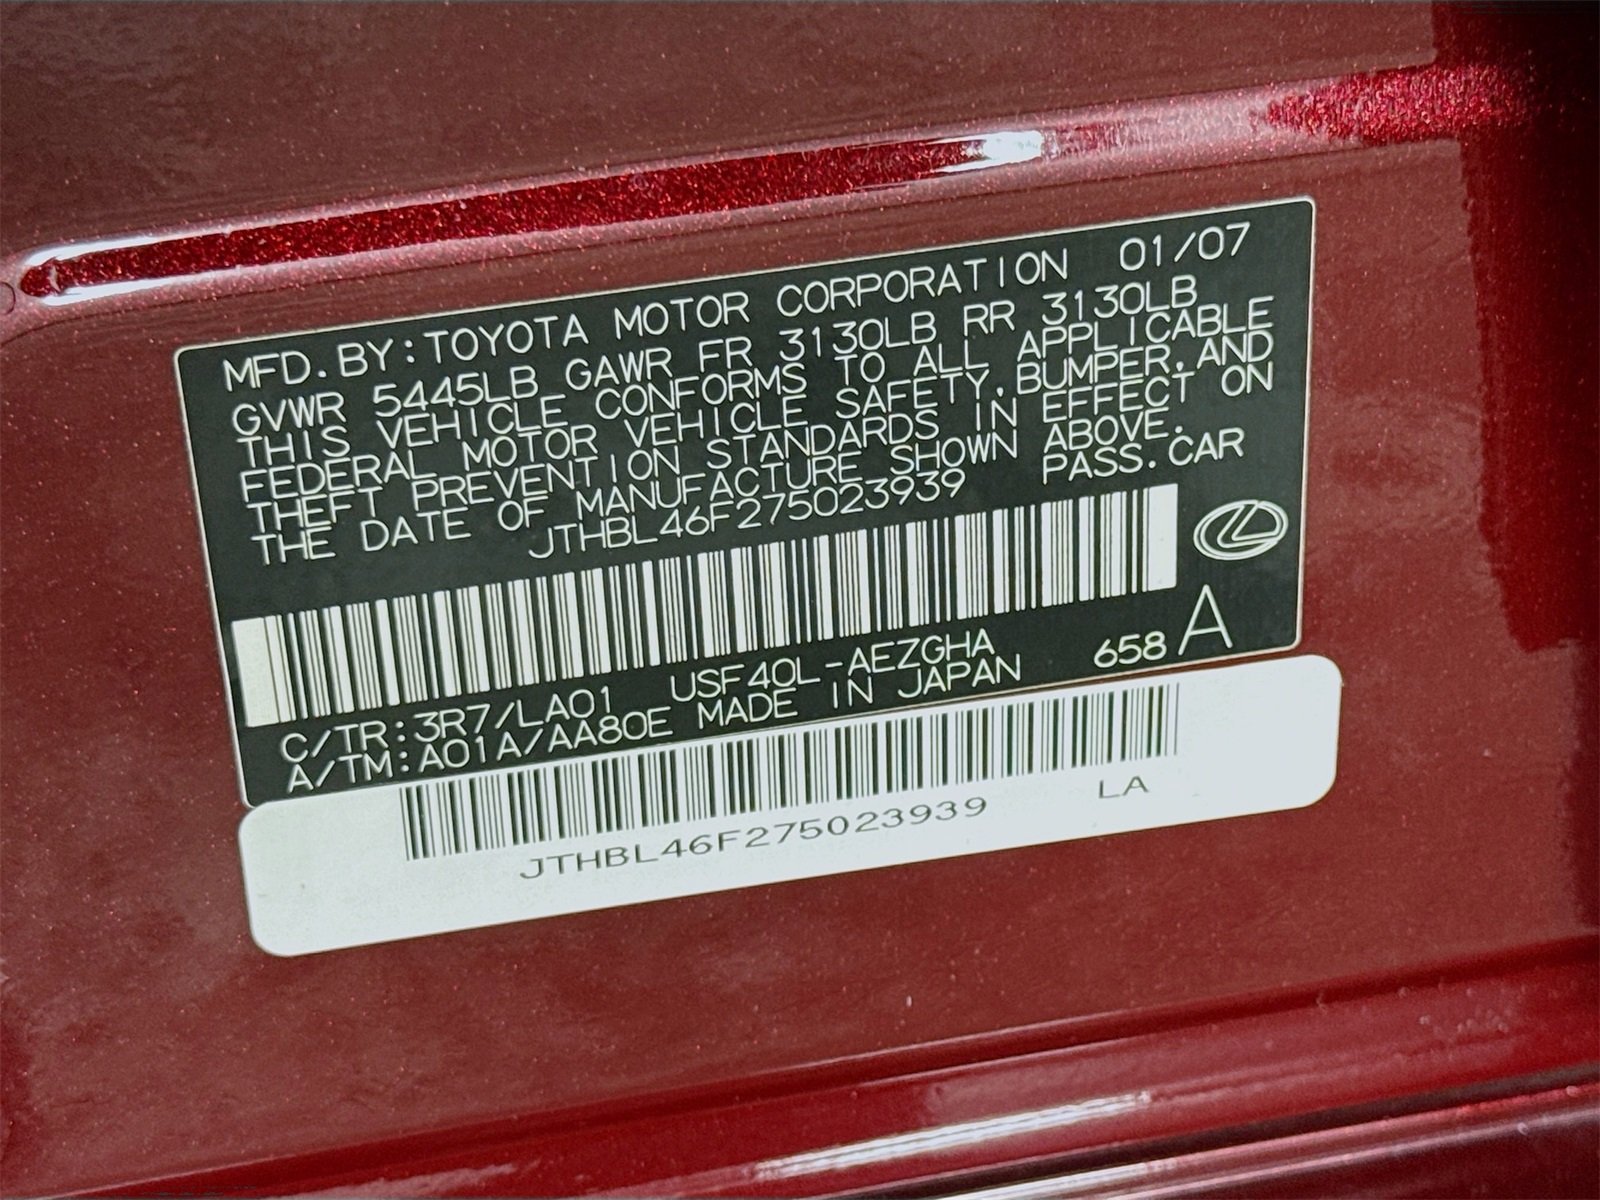 MFD.BY:TOYOTA MOTOR CORPORATION 01/07
GVWR 5445LB GAWR FR 3130LB RR 3130LB
THIS VEHICLE CONFORMS TO ALL APPLICABLE
FEDERAL MOTOR VEHICLE SAFETY,BUMPER,AND
THEFT PREVENTION STANDARDS IN EFFECT ON
THE DATE OF MANUFACTURE SHOWN ABOVE.
JTHBL46F275023939 PASS.CAR
C/TR:3R7/LA01 USF40L-AEZGHA 658 A
A/TM:A01A/AA80E MADE IN JAPAN
JTHBL46F275023939 LA